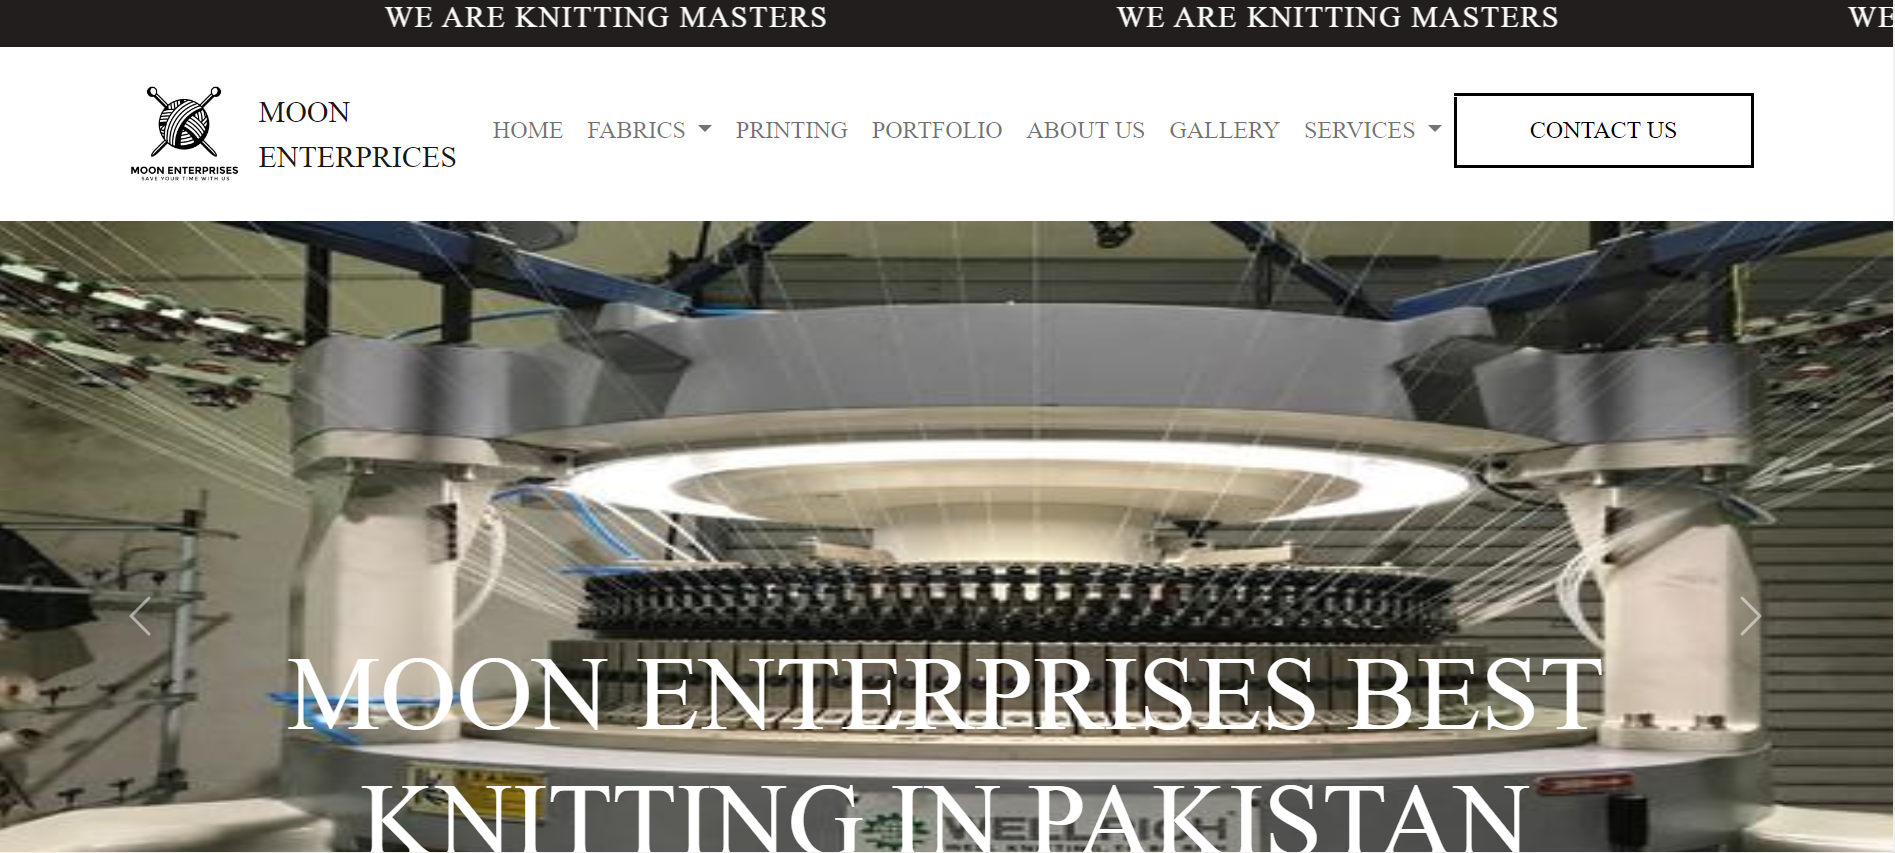 WE ARE KNITTING MASTERS WE ARE KNITTING MASTERS WE
MOON ENTERPRISES
SAVE YOUR TIME WITH US
MOON
ENTERPRICES
HOME FABRICS PRINTING PORTFOLIO ABOUT US GALLERY SERVICES CONTACT US
MOON ENTERPRISES BEST
KNITTING IN PAKISTAN